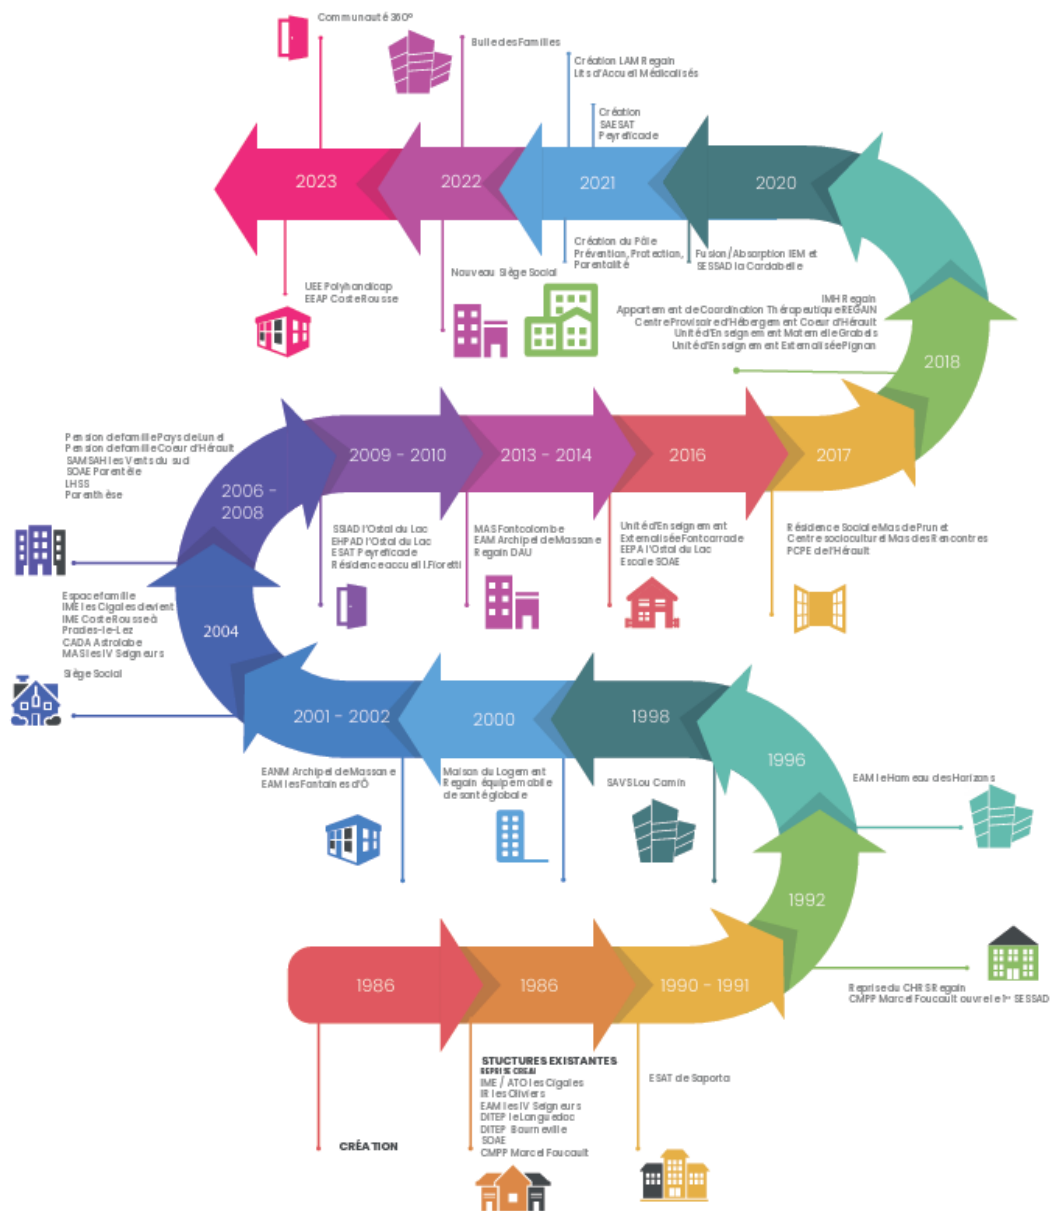 Communauté 360°
Bulle des Familles
Création LAM Regain
Lits d'Accueil Médicalisés
Création
SAESAT
Peyreficade
2023
2022
2021
2020
Création du Pôle
Prévention, Protection,
Parentalité
Fusion/Absorption IEM et
SESSAD la Cardabelle
Nouveau Siège Social
UEE Polyhandicap
EEAP Coste Rousse
IMH Regain
Appartement de Coordination Thérapeutique REGAIN
Centre Provisoire d'Hébergement Coeur d'Hérault
Unité d'Enseignement Maternelle Grabels
Unité d'Enseignement Externalisée Pignan
2018
Pension de famille Pays de Lunel
Pension de famille Coeur d'Hérault
SAMSAH les Vents du sud
SOAE Parentèle
LHSS
Parenthèse
2006 -
2008
2009 - 2010
2013 - 2014
2016
2017
SSIAD l'Ostal du Lac
EHPAD l'Ostal du Lac
ESAT Peyreficade
Résidence accueil I.Fioretti
MAS Fontcolombe
EAM Archipel de Massane
Regain DAU
Unité d'Enseignement
Externalisée Fontcarrade
EEPA l'Ostal du Lac
Escale SOAE
Résidence Sociale Mas de Prunet
Centre socioculturel Mas des Rencontres
PCPE de l'Hérault
Espace famille
IME les Cigales devient
IME Coste Rousse à
Prades-le-Lez
CADA Astrolabe
MAS les IV Seigneurs
Siège Social
2004
2001 - 2002
2000
1998
1996
EANM Archipel de Massane
EAM les Fontaines d'Ô
Maison du Logement
Regain équipe mobile
de santé globale
SAVS Lou Camin
EAM le Hameau des Horizons
1992
Reprise du CHRS Regain
CMPP Marcel Foucault ouvre le 1er SESSAD
1986
1986
1990 - 1991
CRÉATION
STUCTURES EXISTANTES
REPRISE CREAI
IME / ATO les Cigales
IR les Oliviers
EAM les IV Seigneurs
DITEP le Languedoc
DITEP Bourneville
SOAE
CMPP Marcel Foucault
ESAT de Saporta